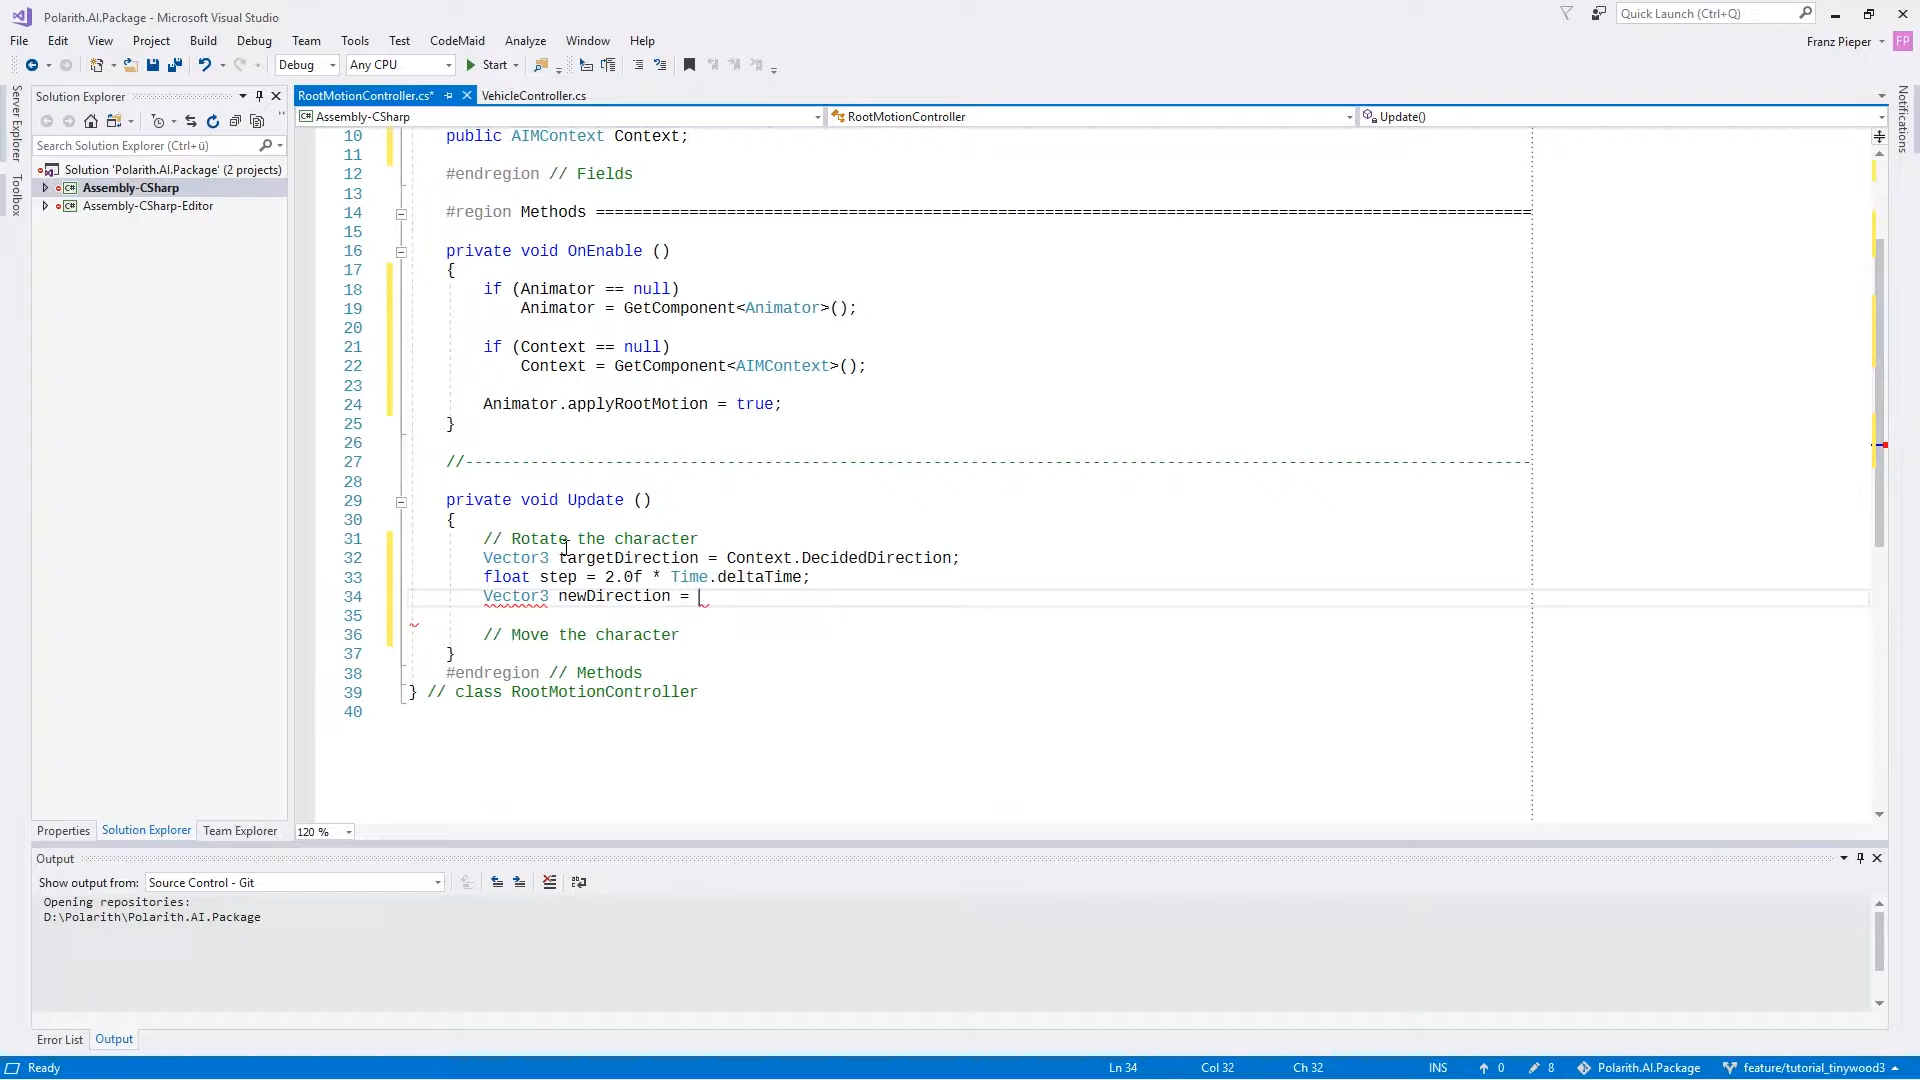 Polarith.AI.Package - Microsoft Visual Studio
Quick Launch (Ctrl+Q)
File Edit View Project Build Debug Team Tools Test CodeMaid Analyze Window Help
Franz Pieper FP
Debug Any CPU Start
Server Explorer
Toolbox
Notifications
Solution Explorer
Search Solution Explorer (Ctrl+ü)
Solution 'Polarith.AI.Package' (2 projects)
Assembly-CSharp
Assembly-CSharp-Editor
Properties Solution Explorer Team Explorer
RootMotionController.cs* VehicleController.cs
Assembly-CSharp RootMotionController Update()
10 public AIMContext Context;
11
12 #endregion // Fields
13
14 #region Methods ====================================================================================================
15
16 private void OnEnable ()
17 {
18 if (Animator == null)
19 Animator = GetComponent<Animator>();
20
21 if (Context == null)
22 Context = GetComponent<AIMContext>();
23
24 Animator.applyRootMotion = true;
25 }
26
27 //------------------------------------------------------------------------------------------------------------------
28
29 private void Update ()
30 {
31 // Rotate the character
32 Vector3 targetDirection = Context.DecidedDirection;
33 float step = 2.0f * Time.deltaTime;
34 Vector3 newDirection =
35
36 // Move the character
37 }
38 #endregion // Methods
39 } // class RootMotionController
40
120 %
Output
Show output from: Source Control - Git
Opening repositories:
D:\Polarith\Polarith.AI.Package
Error List Output
Ready Ln 34 Col 32 Ch 32 INS 0 8 Polarith.AI.Package feature/tutorial_tinywood3